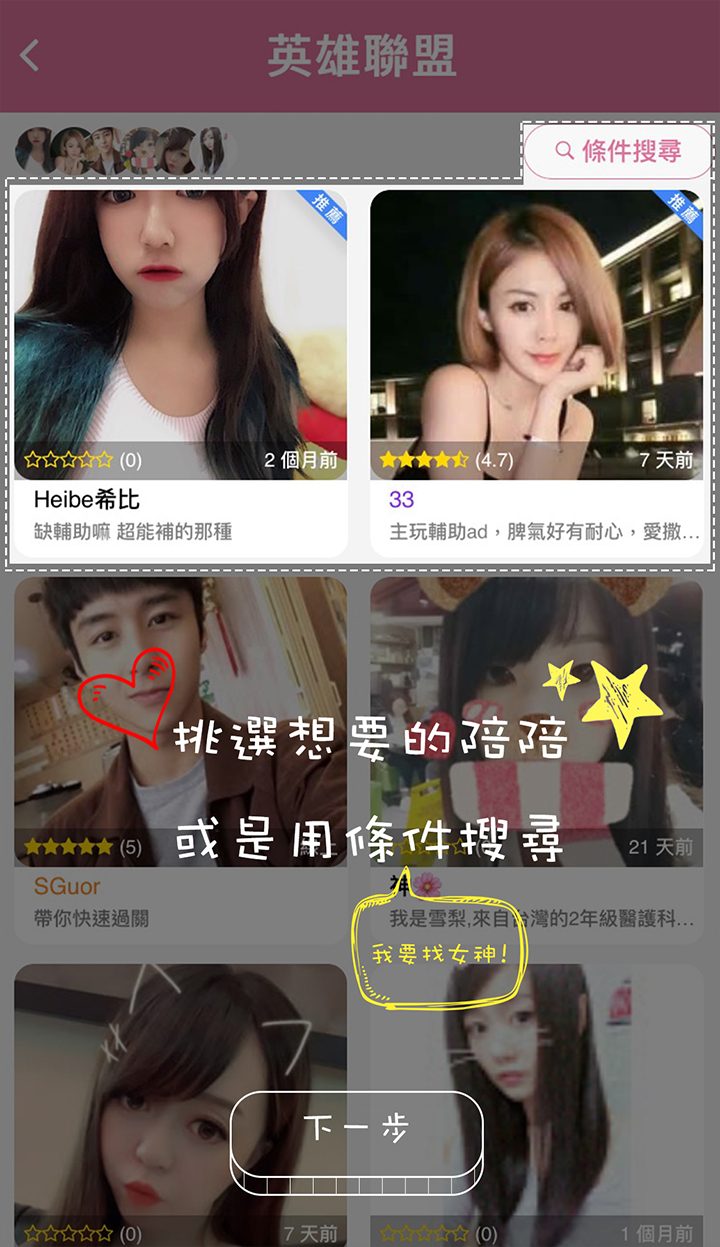 英雄聯盟
條件搜尋
推薦
推薦
(0)
2 個月前
(4.7)
7 天前
Heibe希比
33
缺輔助嘛 超能補的那種
主玩輔助ad，脾氣好有耐心，愛撒…
挑選想要的陪陪
或是用條件搜尋
(5)
21 天前
SGuor
帶你快速過關
我是雪梨,來自台灣的2年級醫護科…
我要找女神!
下一步
(0)
7 天前
(0)
1 個月前